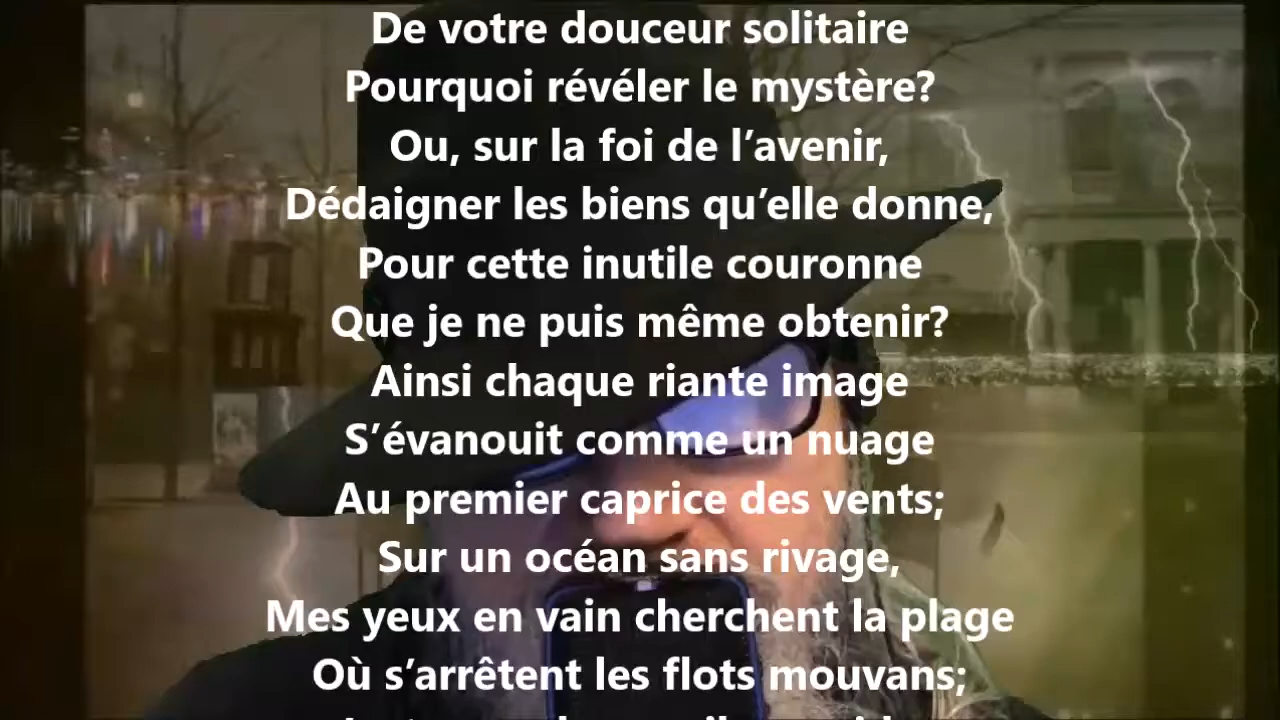 De votre douceur solitaire
Pourquoi révéler le mystère?
Ou, sur la foi de l’avenir,
Dédaigner les biens qu’elle donne,
Pour cette inutile couronne
Que je ne puis même obtenir?
Ainsi chaque riante image
S’évanouit comme un nuage
Au premier caprice des vents;
Sur un océan sans rivage,
Mes yeux en vain cherchent la plage
Où s’arrêtent les flots mouvans;